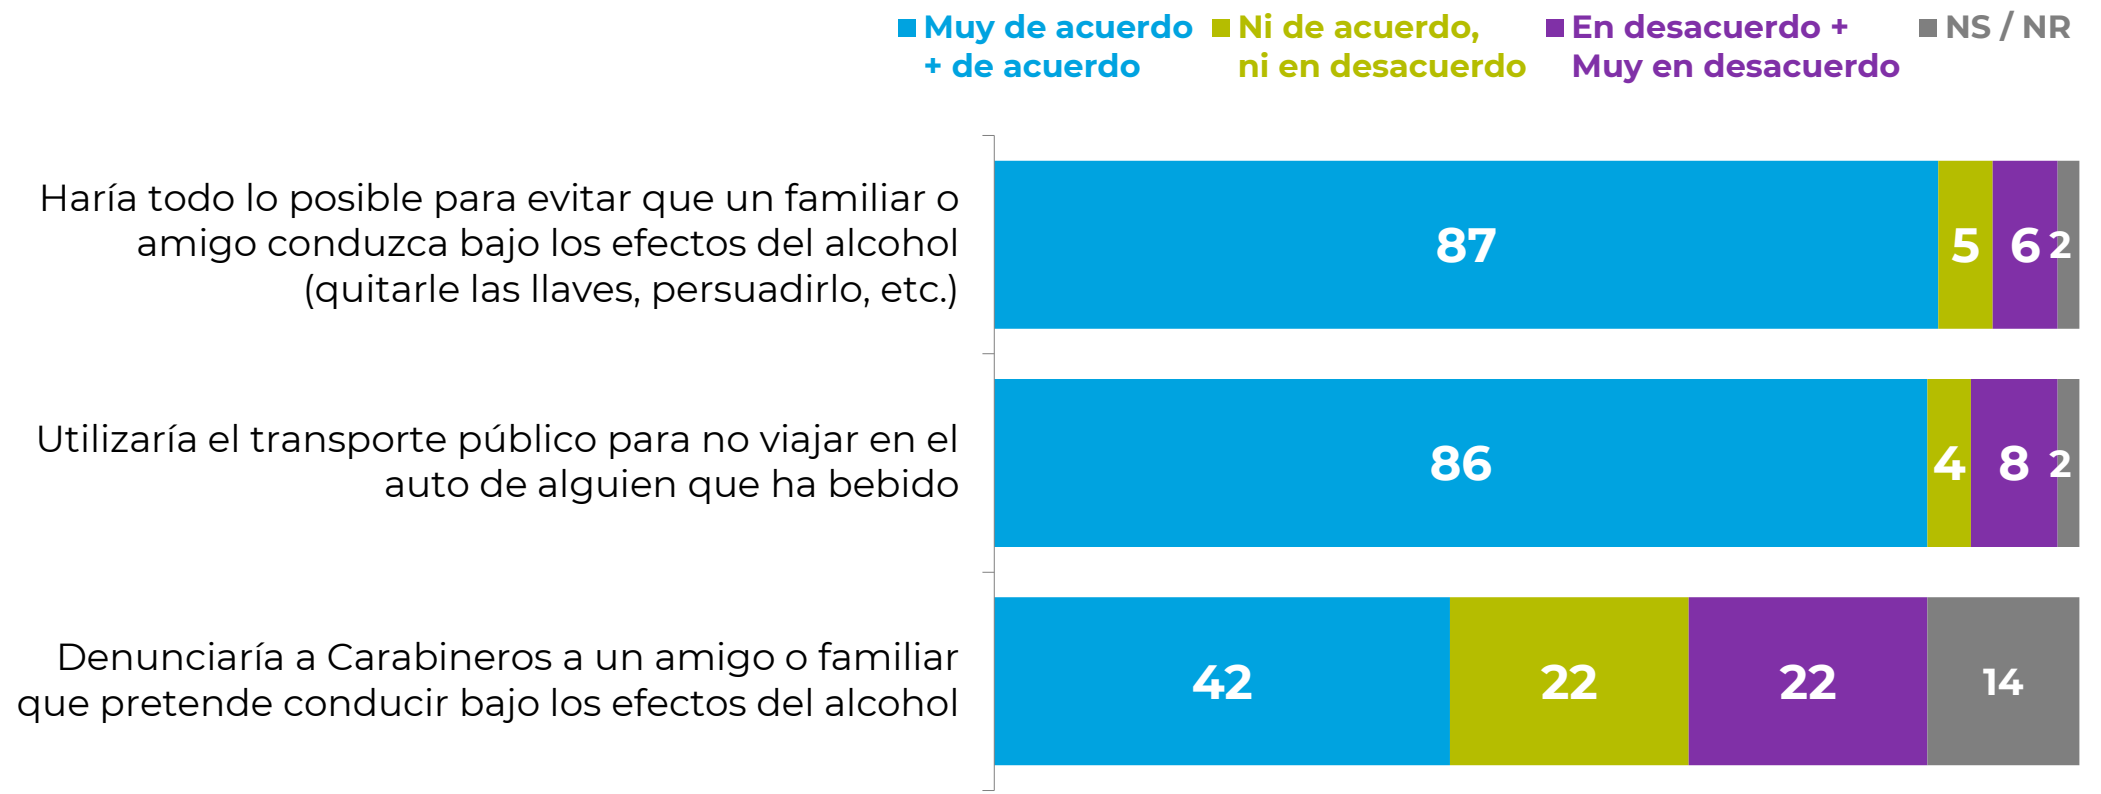 Muy de acuerdo
+ de acuerdo
Ni de acuerdo,
ni en desacuerdo
En desacuerdo +
Muy en desacuerdo
NS / NR
Haría todo lo posible para evitar que un familiar o
amigo conduzca bajo los efectos del alcohol
(quitarle las llaves, persuadirlo, etc.)
87
5
6
2
Utilizaría el transporte público para no viajar en el
auto de alguien que ha bebido
86
4
8
2
Denunciaría a Carabineros a un amigo o familiar
que pretende conducir bajo los efectos del alcohol
42
22
22
14